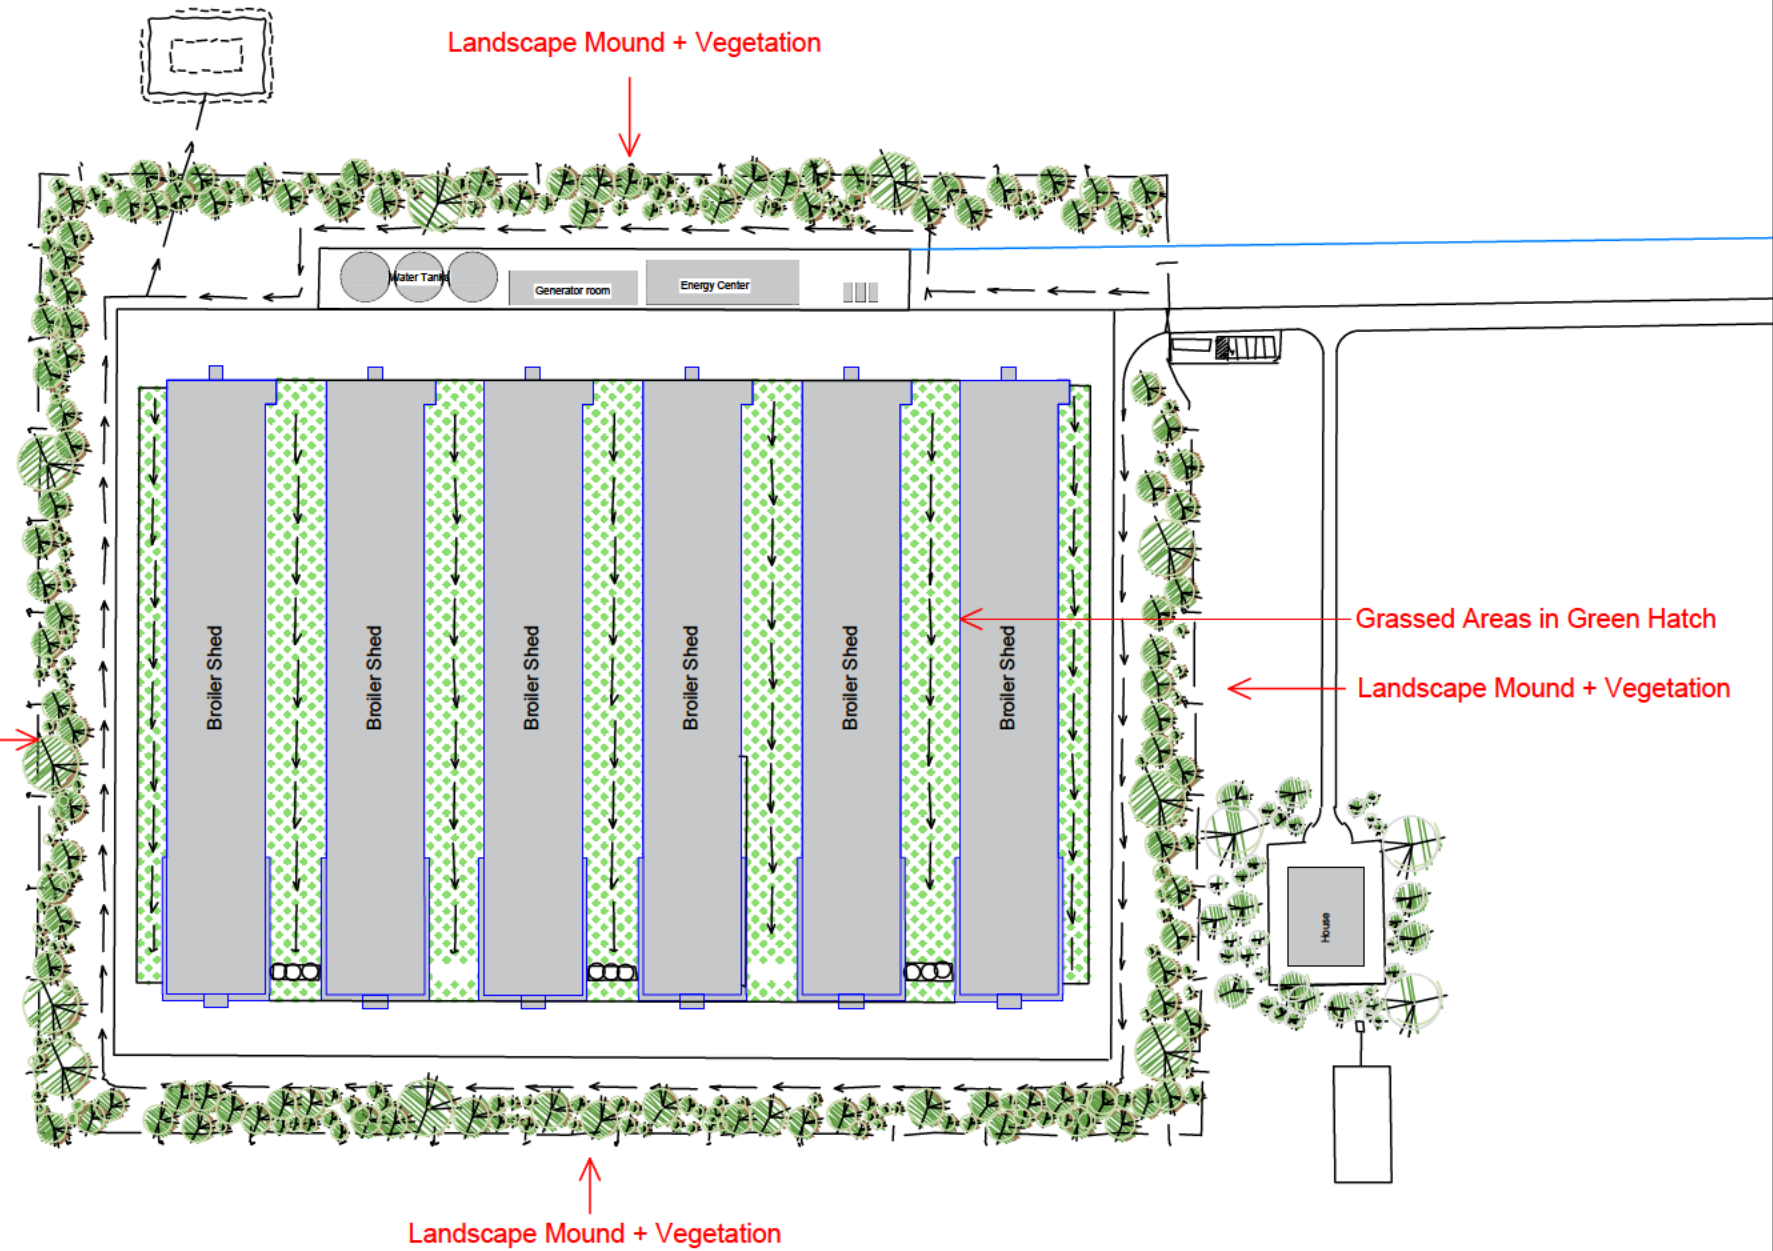 Landscape Mound + Vegetation
Water Tanks
Generator room
Energy Center
Broiler Shed
Broiler Shed
Broiler Shed
Broiler Shed
Broiler Shed
Broiler Shed
Grassed Areas in Green Hatch
Landscape Mound + Vegetation
House
Landscape Mound + Vegetation